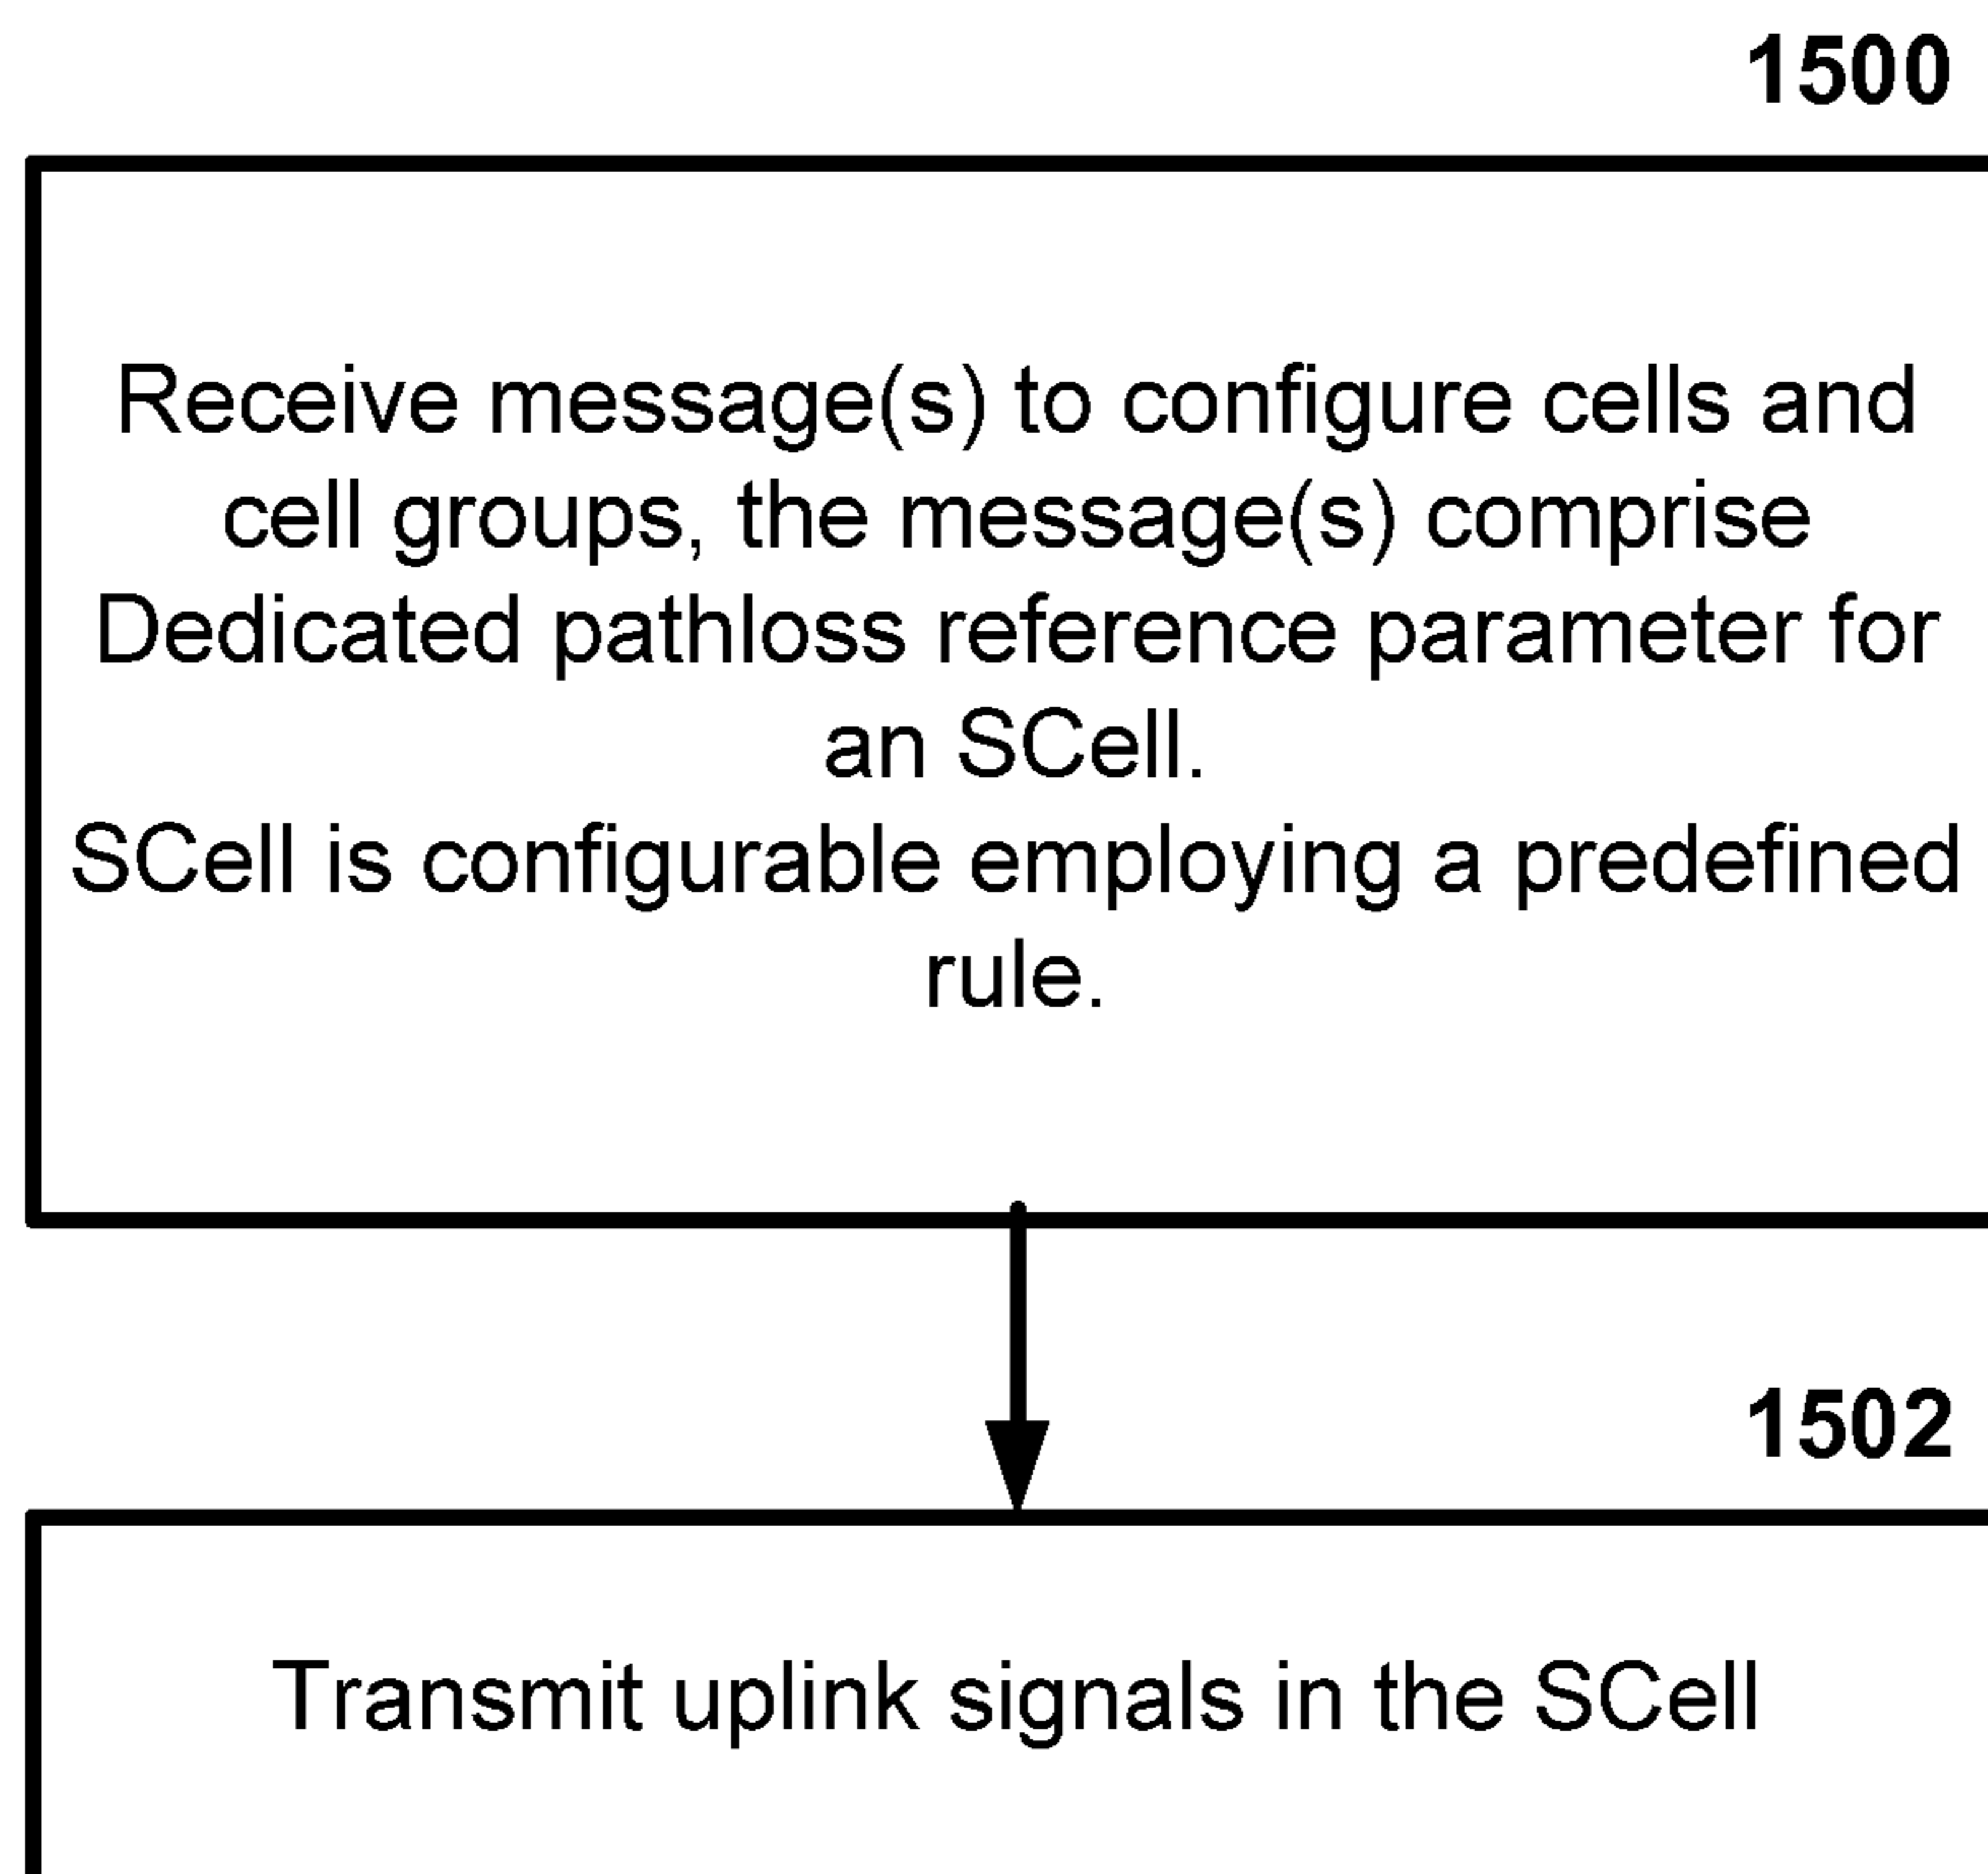 1500
Receive message(s) to configure cells and
cell groups, the message(s) comprise
Dedicated pathloss reference parameter for
an SCell.
SCell is configurable employing a predefined
rule.
1502
Transmit uplink signals in the SCell